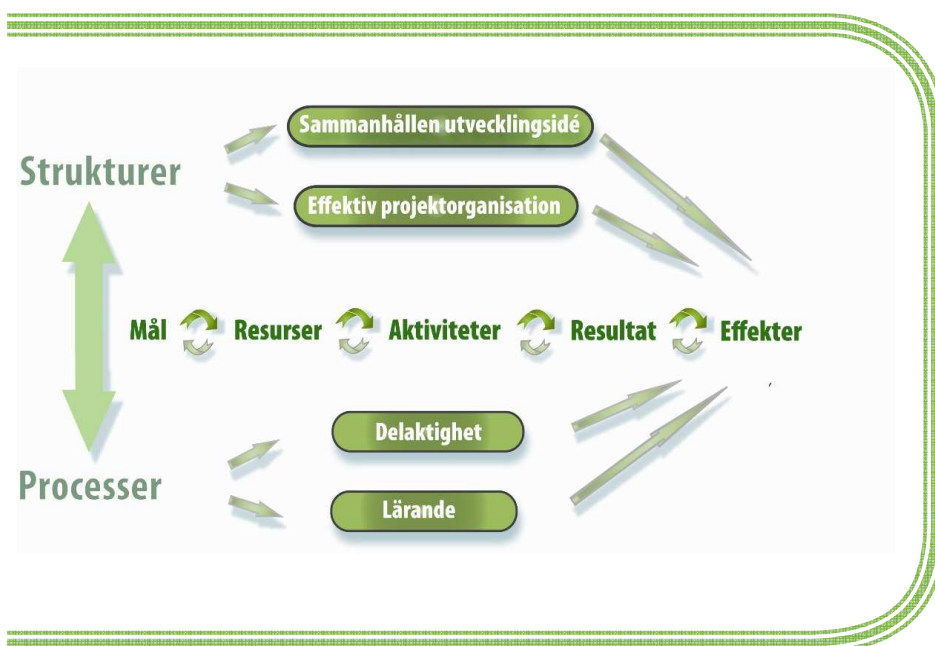 Sammanhållen utvecklingsidé
Strukturer
Effektiv projektorganisation
Mål Resurser Aktiviteter Resultat Effekter
Delaktighet
Processer
Lärande